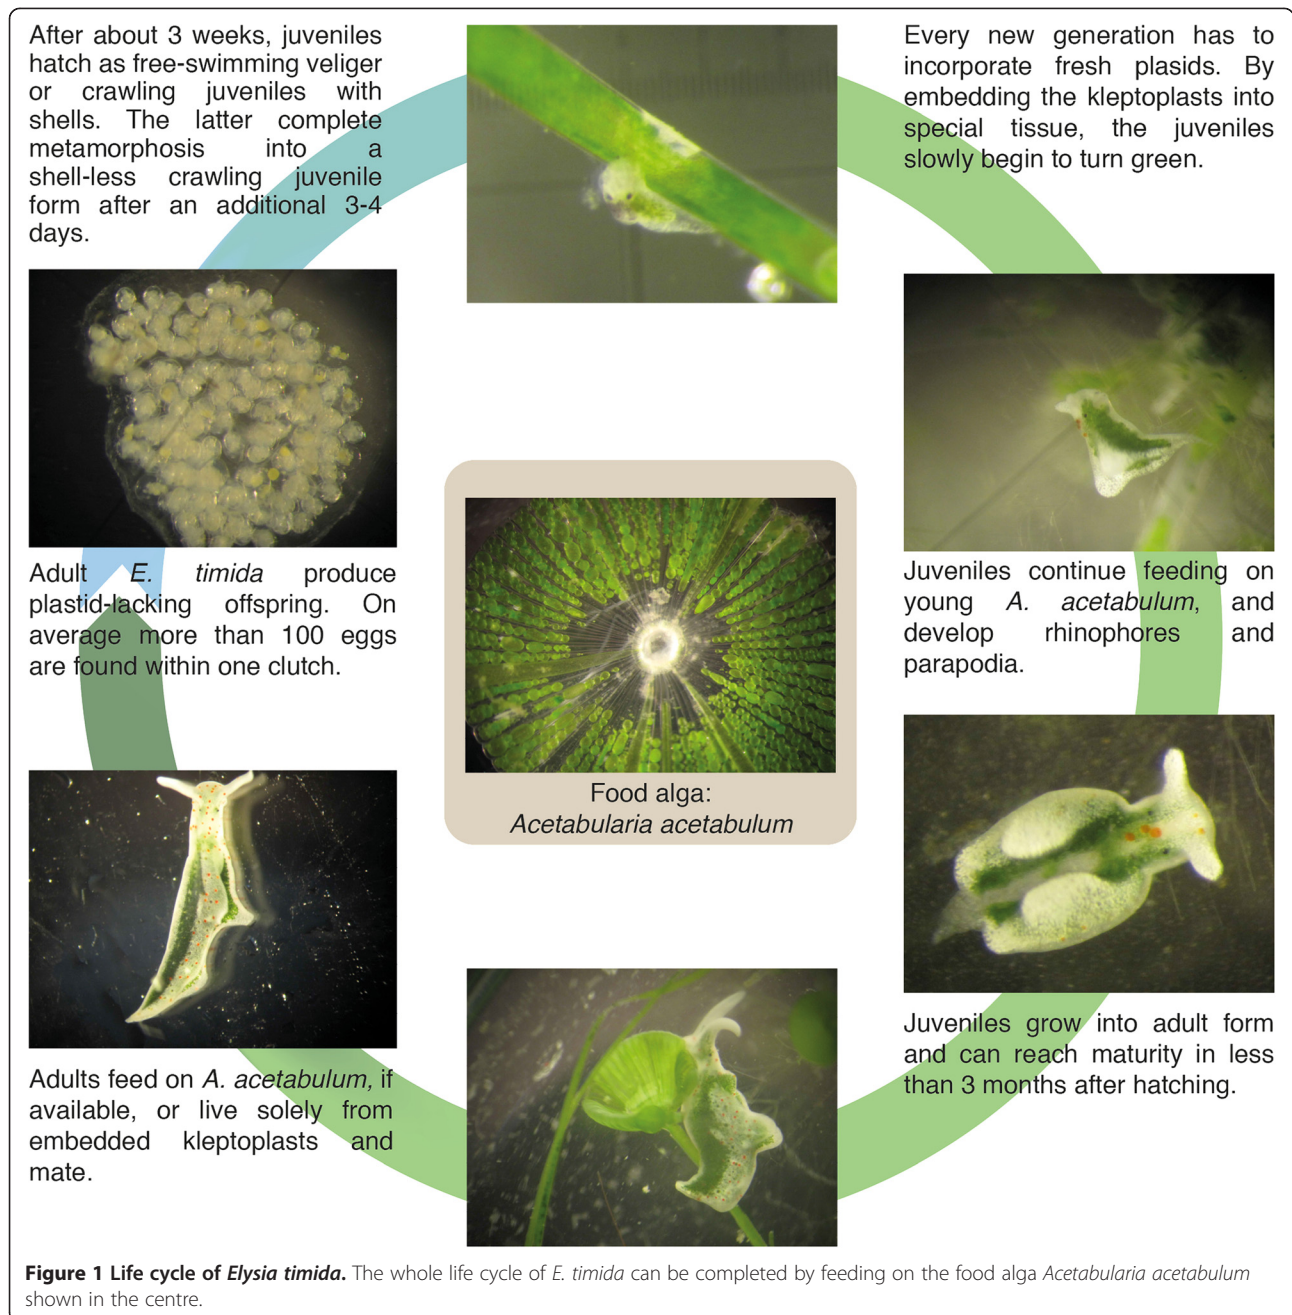 After about 3 weeks, juveniles
hatch as free-swimming veliger
or crawling juveniles with
shells. The latter complete
metamorphosis into a
shell-less crawling juvenile
form after an additional 3-4
days.
Every new generation has to
incorporate fresh plasids. By
embedding the kleptoplasts into
special tissue, the juveniles
slowly begin to turn green.
Adult E. timida produce
plastid-lacking offspring. On
average more than 100 eggs
are found within one clutch.
Juveniles continue feeding on
young A. acetabulum, and
develop rhinophores and
parapodia.
Food alga:
Acetabularia acetabulum
Adults feed on A. acetabulum, if
available, or live solely from
embedded kleptoplasts and
mate.
Juveniles grow into adult form
and can reach maturity in less
than 3 months after hatching.
Figure 1 Life cycle of Elysia timida. The whole life cycle of E. timida can be completed by feeding on the food alga Acetabularia acetabulum
shown in the centre.